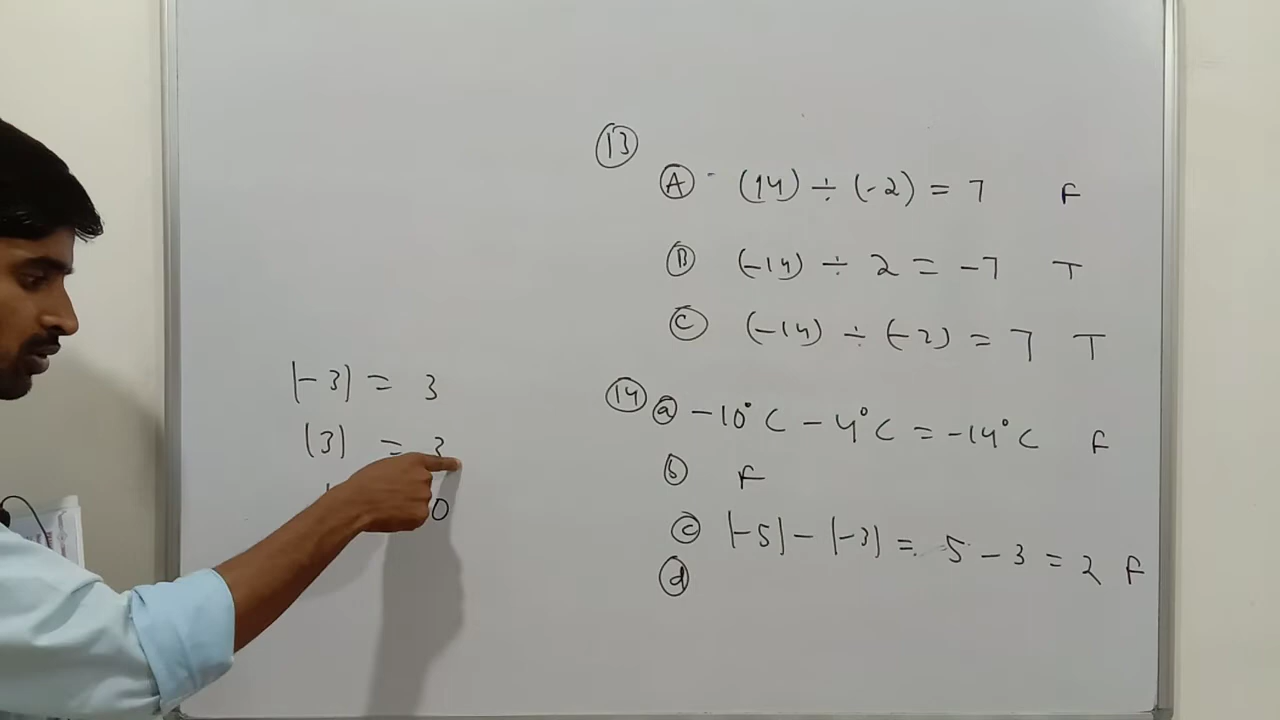 |-3| = 3
|3| = 3
0
13
A (14) ÷ (-2) = 7 F
B (-14) ÷ 2 = -7 T
C (-14) ÷ (-2) = 7 T
14 a -10°C - 4°C = -14°C F
b F
c |-5| - |-3| = 5 - 3 = 2 F
d